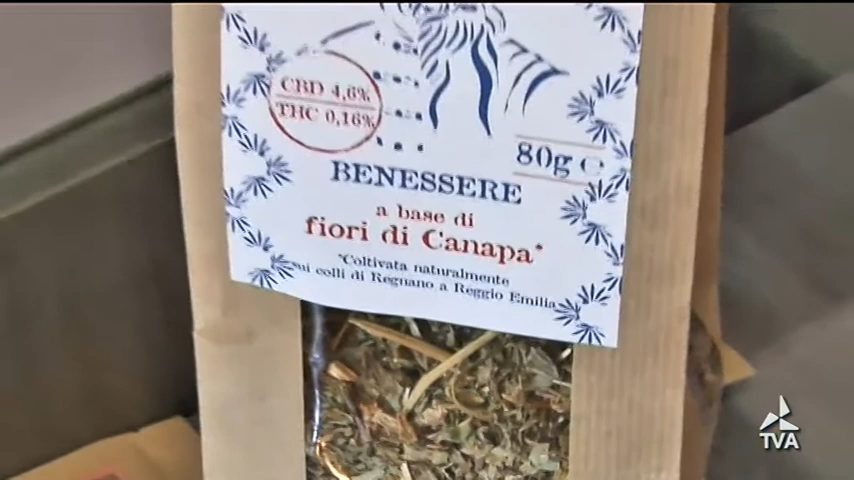 CBD 4,6%
THC 0,16%
80g e
BENESSERE
a base di
fiori di Canapa*
*Coltivata naturalmente
sui colli di Regnano a Reggio Emilia
TVA